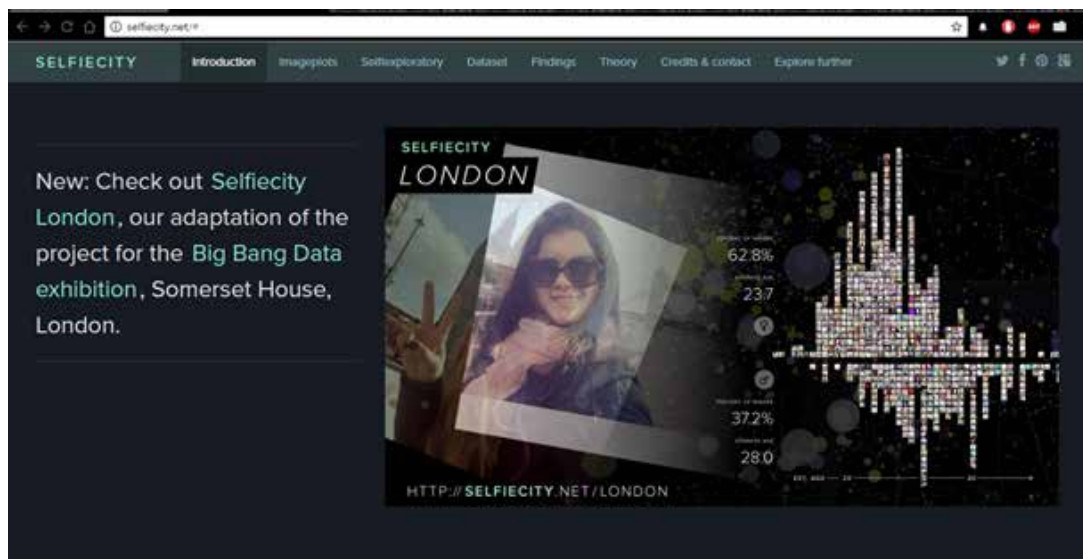 selfiecity.net/#
SELFIECITY Introduction Imageplots Selfiexploratory Dataset Findings Theory Credits & contact Explore further
New: Check out Selfiecity
London, our adaptation of the
project for the Big Bang Data
exhibition, Somerset House,
London.
SELFIECITY
LONDON
62.8%
23.7
37.2%
28.0
HTTP://SELFIECITY.NET/LONDON